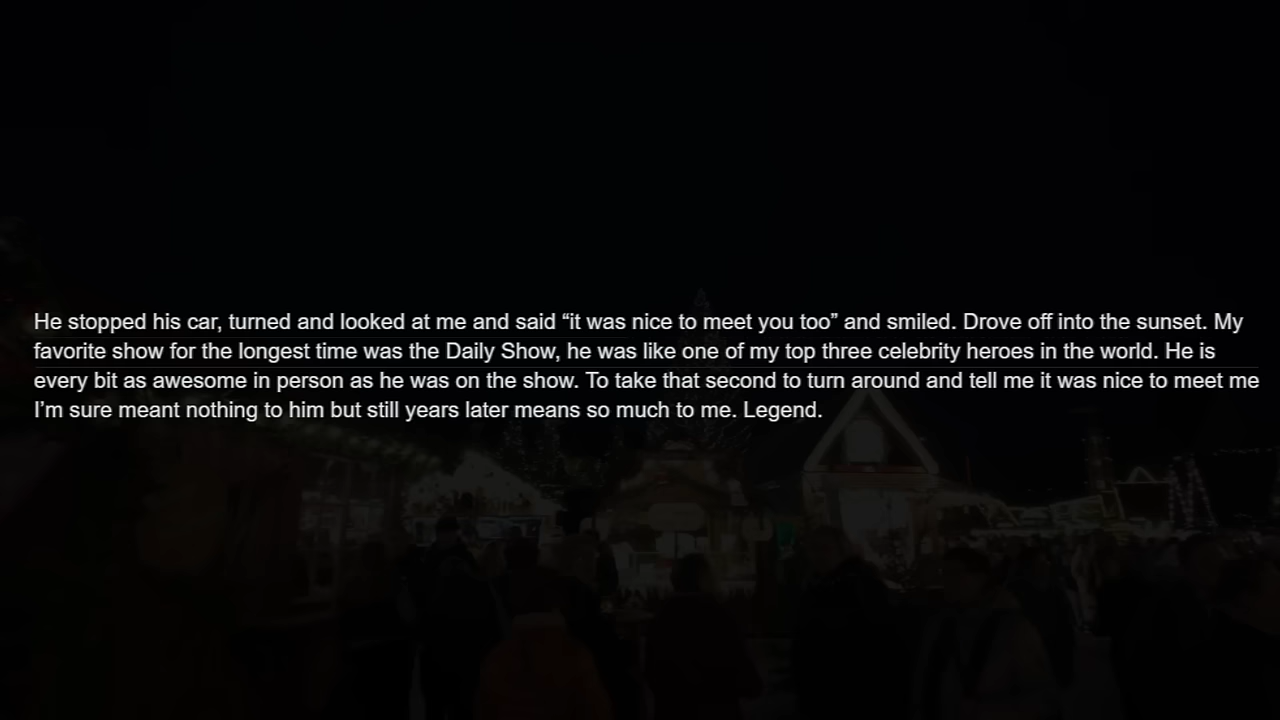 He stopped his car, turned and looked at me and said “it was nice to meet you too” and smiled. Drove off into the sunset. My
favorite show for the longest time was the Daily Show, he was like one of my top three celebrity heroes in the world. He is
every bit as awesome in person as he was on the show. To take that second to turn around and tell me it was nice to meet me
I’m sure meant nothing to him but still years later means so much to me. Legend.